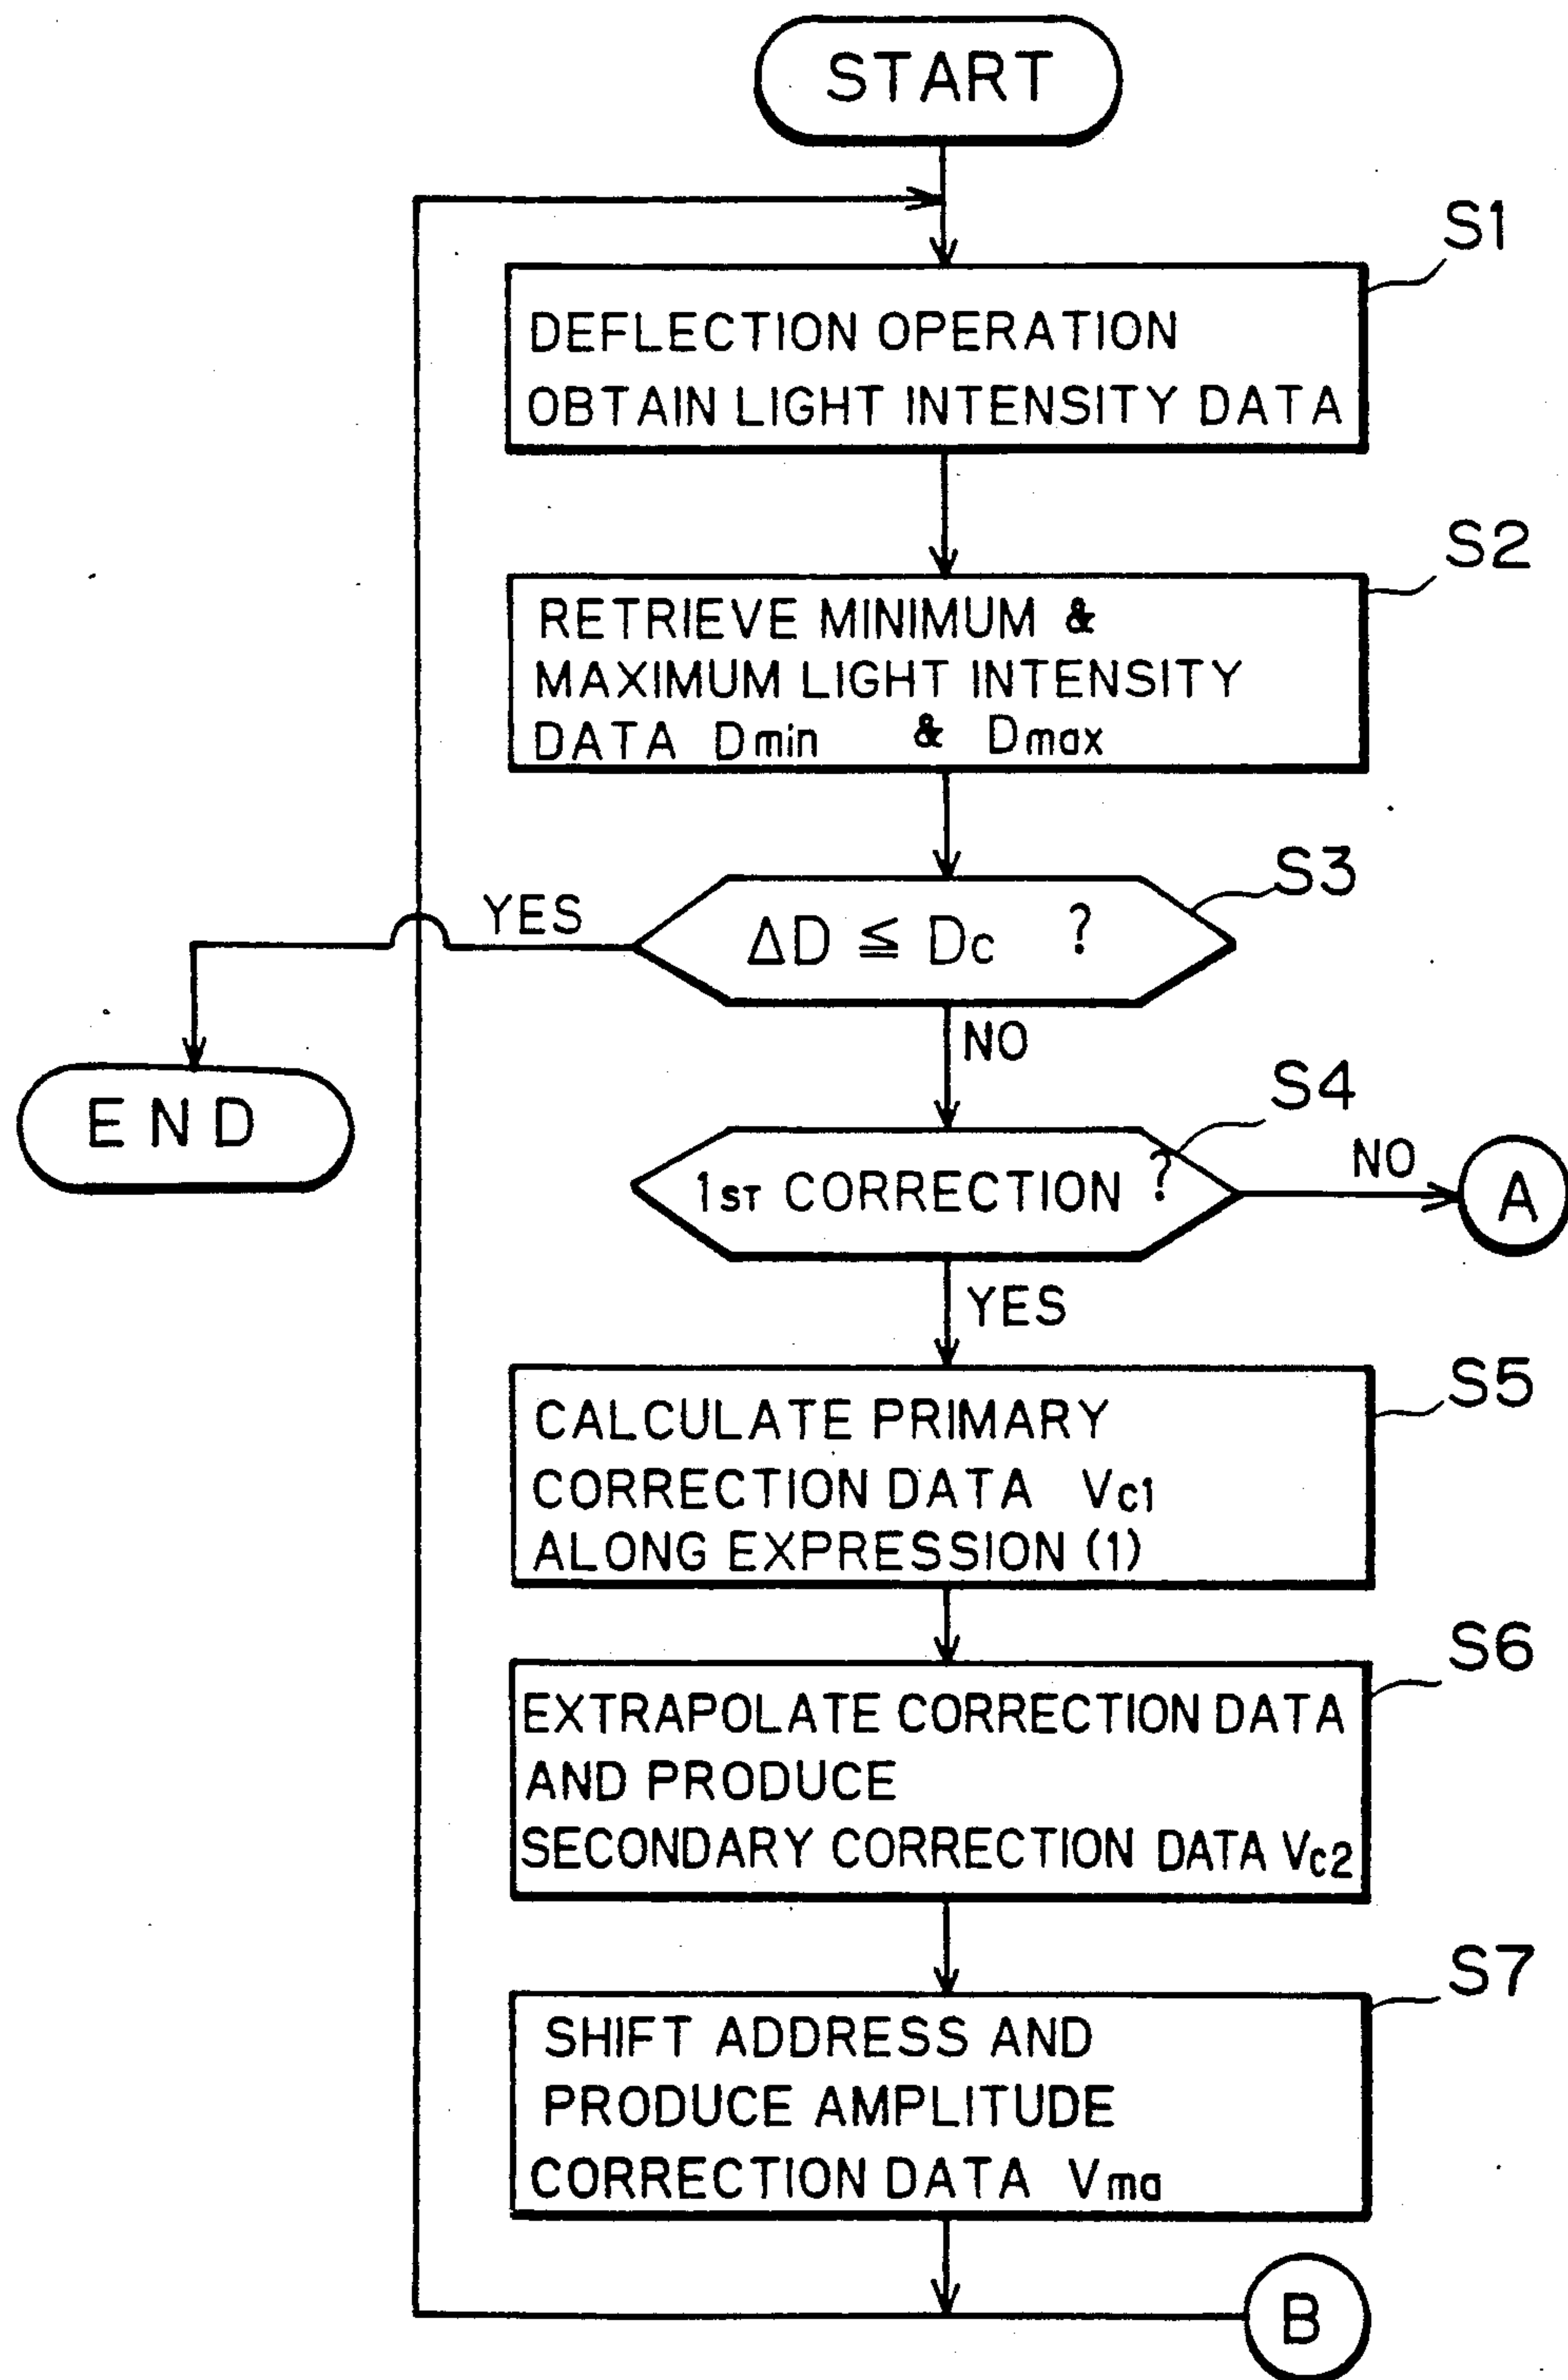 START
S1
DEFLECTION OPERATION
OBTAIN LIGHT INTENSITY DATA
S2
RETRIEVE MINIMUM &
MAXIMUM LIGHT INTENSITY
DATA Dmin & Dmax
S3
YES
ΔD ≦ Dc ?
NO
END
S4
1ST CORRECTION ?
NO
A
YES
S5
CALCULATE PRIMARY
CORRECTION DATA Vc1
ALONG EXPRESSION (1)
S6
EXTRAPOLATE CORRECTION DATA
AND PRODUCE
SECONDARY CORRECTION DATA Vc2
S7
SHIFT ADDRESS AND
PRODUCE AMPLITUDE
CORRECTION DATA Vma
B